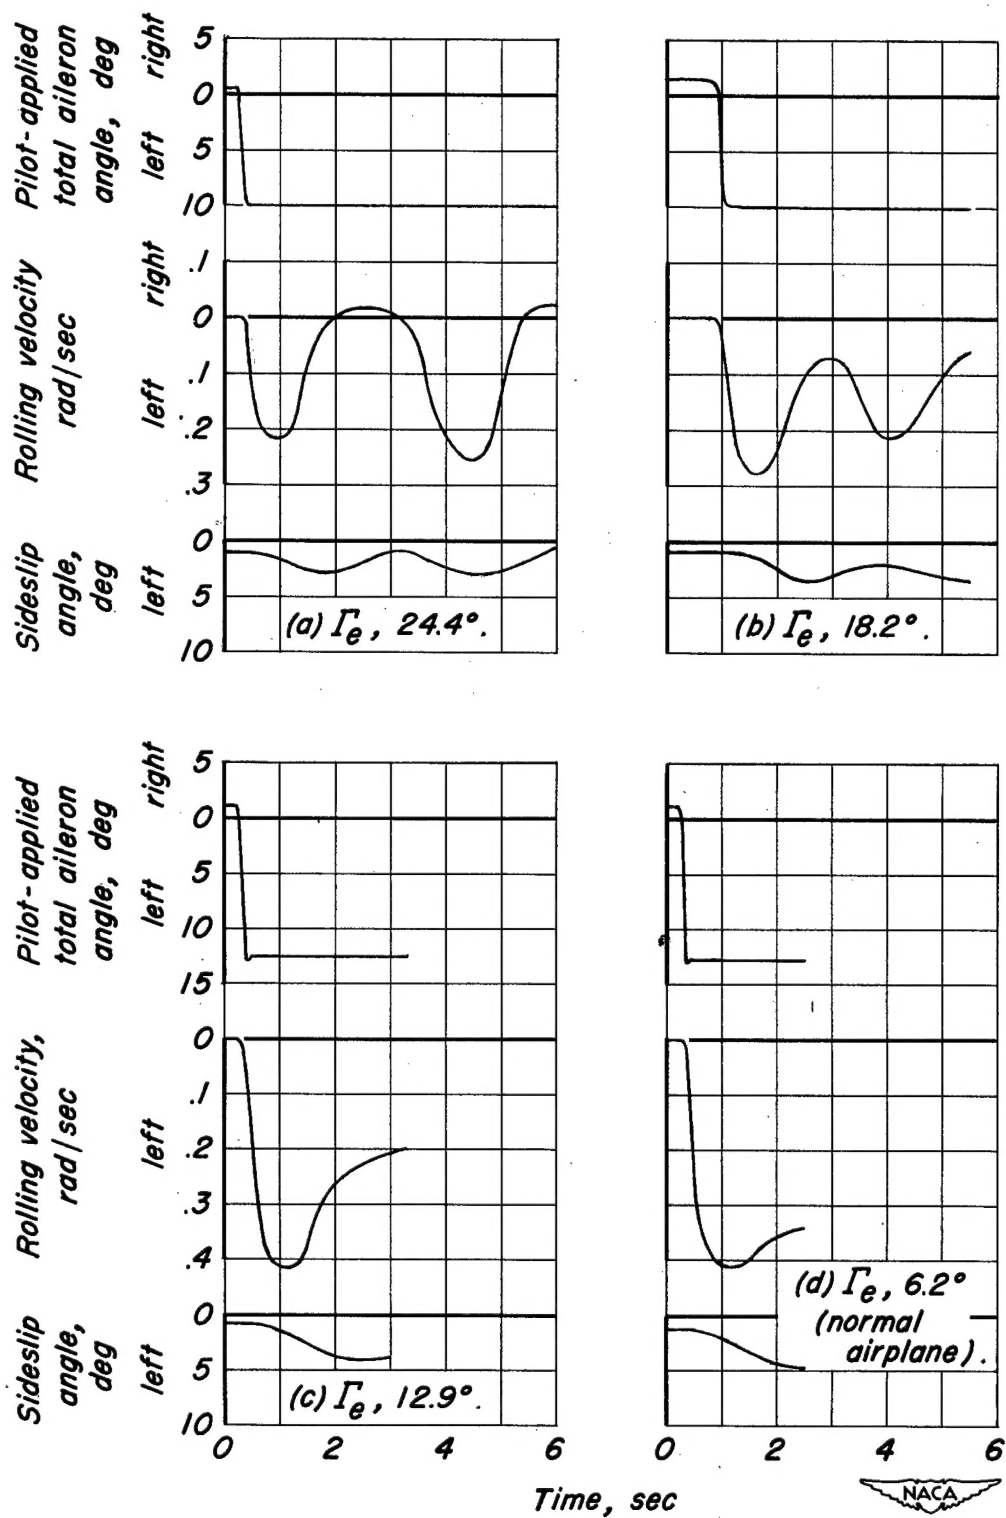 Pilot-applied
total aileron
angle, deg
left right
5
0
5
10
Rolling velocity
rad/sec
left right
.1
0
.1
.2
.3
Sideslip
angle,
deg
left
0
5
10
(a) Γe, 24.4°.
(b) Γe, 18.2°.
Pilot-applied
total aileron
angle, deg
left right
5
0
5
10
15
Rolling velocity,
rad/sec
left
0
.1
.2
.3
.4
Sideslip
angle,
deg
left
0
5
10
(c) Γe, 12.9°.
(d) Γe, 6.2°
(normal
airplane).
0 2 4 6 0 2 4 6
Time, sec
NACA